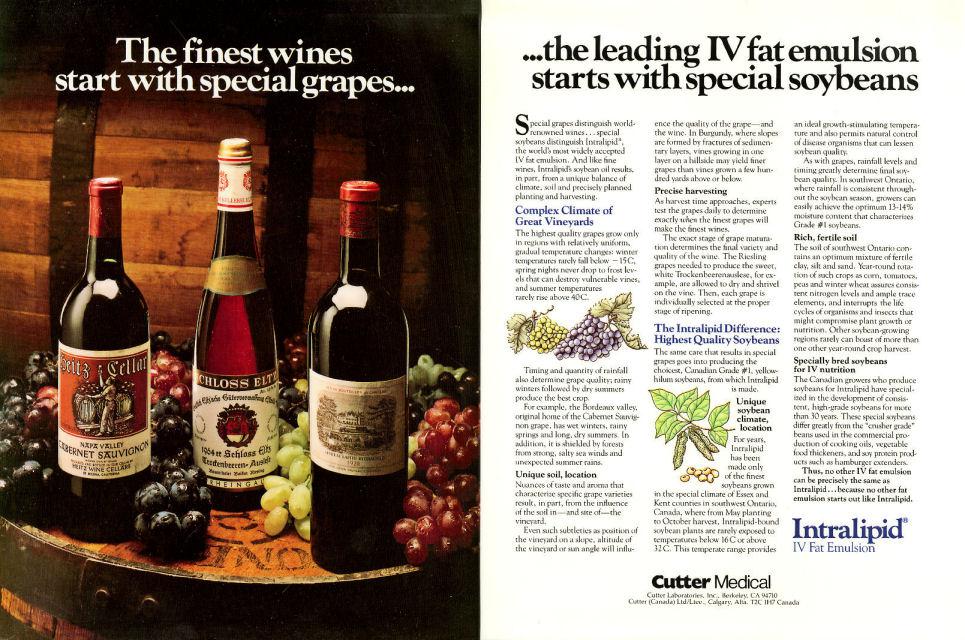 The finest wines
start with special grapes...
Heitz Cellar
NAPA VALLEY
CABERNET SAUVIGNON
HEITZ WINE CELLARS
SCHLOSS ELTZ
Schloß Eltz
RHEINGAU
...the leading IV fat emulsion
starts with special soybeans
Special grapes distinguish world-
renowned wines...special
soybeans distinguish Intralipid®,
the world's most widely accepted
IV fat emulsion. And like fine
wines, Intralipid's soybean oil results,
in part, from a unique balance of
climate, soil and precisely planned
planting and harvesting.
Complex Climate of
Great Vineyards
The highest quality grapes grow only
in regions with relatively uniform,
gradual temperature changes: winter
temperatures rarely fall below −15C,
spring nights never drop to frost lev-
els that can destroy vulnerable vines,
and summer temperatures
rarely rise above 40C.
Timing and quantity of rainfall
also determine grape quality; rainy
winters followed by dry summers
produce the best crop.
For example, the Bordeaux valley,
original home of the Cabernet Sauvig-
non grape, has wet winters, rainy
springs and long, dry summers. In
addition, it is shielded by forests
from strong, salty sea winds and
unexpected summer rains.
Unique soil, location
Nuances of taste and aroma that
characterize specific grape varieties
result, in part, from the influence
of the soil in—and site of—the
vineyard.
Even such subtleties as position of
the vineyard on a slope, altitude of
the vineyard or sun angle will influ-
ence the quality of the grape—and
the wine. In Burgundy, where slopes
are formed by fractures of sedimen-
tary layers, vines growing in one
layer on a hillside may yield finer
grapes than vines grown a few hun-
dred yards above or below.
Precise harvesting
As harvest time approaches, experts
test the grapes daily to determine
exactly when the finest grapes will
make the finest wines.
The exact stage of grape matura-
tion determines the final variety and
quality of the wine. The Riesling
grapes needed to produce the sweet,
white Trockenbeerenauslese, for ex-
ample, are allowed to dry and shrivel
on the vine. Then, each grape is
individually selected at the proper
stage of ripening.
The Intralipid Difference:
Highest Quality Soybeans
The same care that results in special
grapes goes into producing the
choicest, Canadian Grade #1, yellow-
hilum soybeans, from which Intralipid
is made.
Unique
soybean
climate,
location
For years,
Intralipid
has been
made only
of the finest
soybeans grown
in the special climate of Essex and
Kent counties in southwest Ontario,
Canada, where from May planting
to October harvest, Intralipid-bound
soybean plants are rarely exposed to
temperatures below 16C or above
32C. This temperate range provides
an ideal growth-stimulating tempera-
ture and also permits natural control
of disease organisms that can lessen
soybean quality.
As with grapes, rainfall levels and
timing greatly determine final soy-
bean quality. In southwest Ontario,
where rainfall is consistent through-
out the soybean season, growers can
easily achieve the optimum 13-14%
moisture content that characterizes
Grade #1 soybeans.
Rich, fertile soil
The soil of southwest Ontario con-
tains an optimum mixture of fertile
clay, silt and sand. Year-round rota-
tion of such crops as corn, tomatoes,
peas and winter wheat assures consis-
tent nitrogen levels and ample trace
elements, and interrupts the life
cycles of organisms and insects that
might compromise plant growth or
nutrition. Other soybean-growing
regions rarely can boast of more than
one other year-round crop harvest.
Specially bred soybeans
for IV nutrition
The Canadian growers who produce
soybeans for Intralipid have special-
ized in the development of consis-
tent, high-grade soybeans for more
than 30 years. These special soybeans
differ greatly from the "crusher grade"
beans used in the commercial pro-
duction of cooking oils, vegetable
food thickeners, and soy protein prod-
ucts such as hamburger extenders.
Thus, no other IV fat emulsion
can be precisely the same as
Intralipid...because no other fat
emulsion starts out like Intralipid.
Intralipid®
IV Fat Emulsion
Cutter Medical
Cutter Laboratories, Inc., Berkeley, CA 94710
Cutter (Canada) Ltd/Ltee., Calgary, Alta. T2C 1H7 Canada